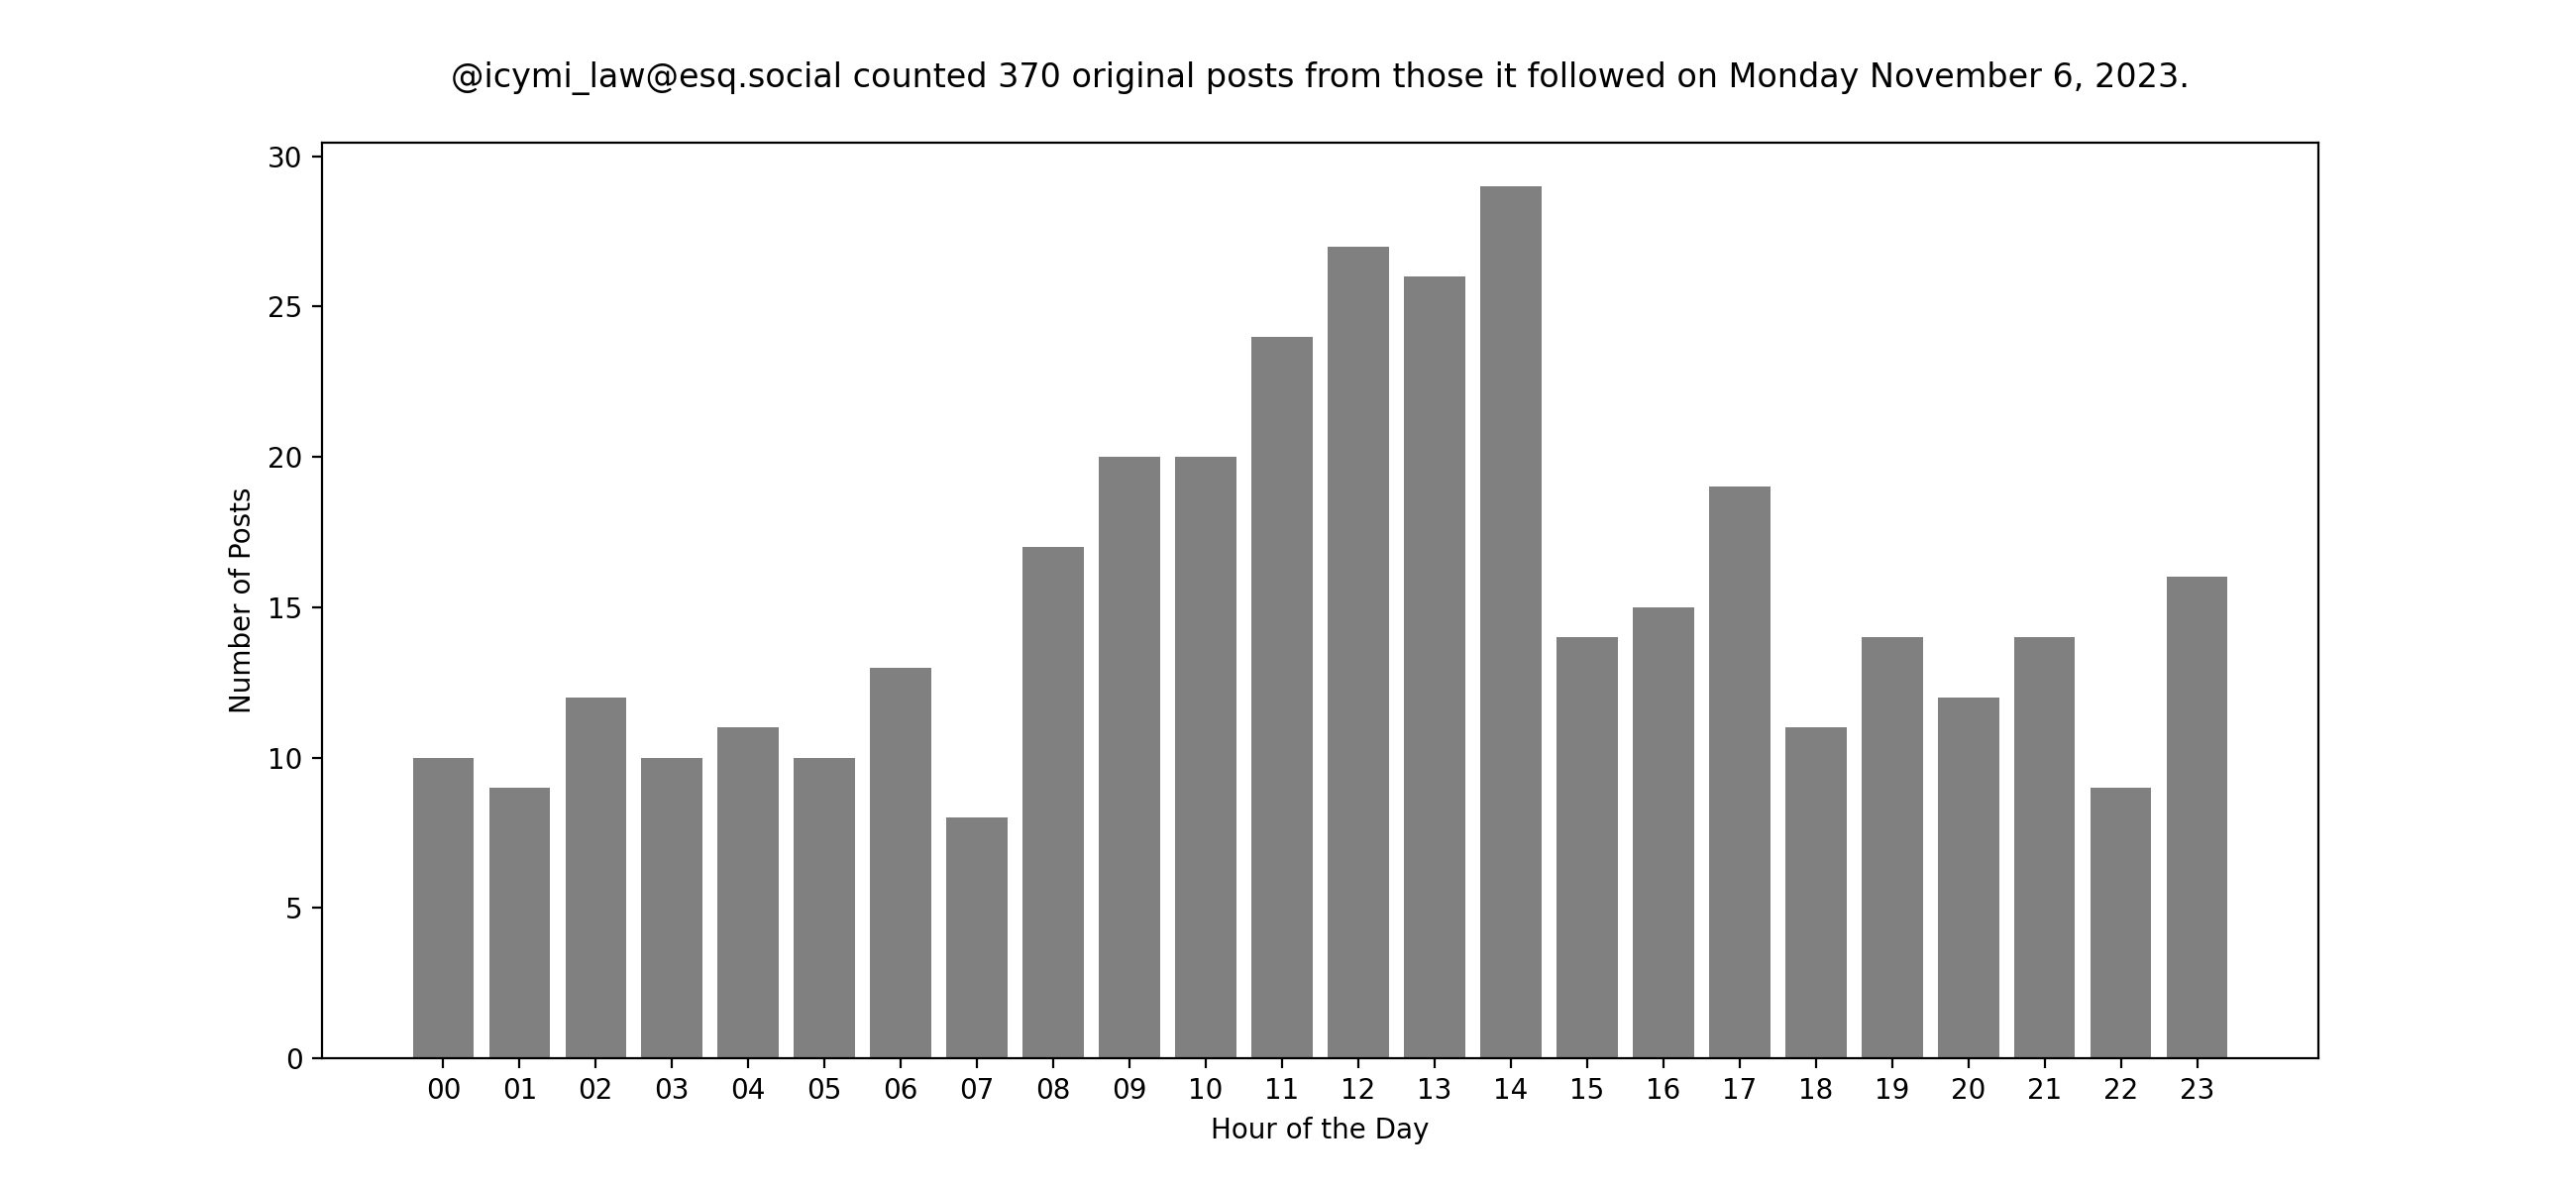 @icymi_law@esq.social counted 370 original posts from those it followed on Monday November 6, 2023.
30
25
20
15
10
5
0
Number of Posts
00 01 02 03 04 05 06 07 08 09 10 11 12 13 14 15 16 17 18 19 20 21 22 23
Hour of the Day